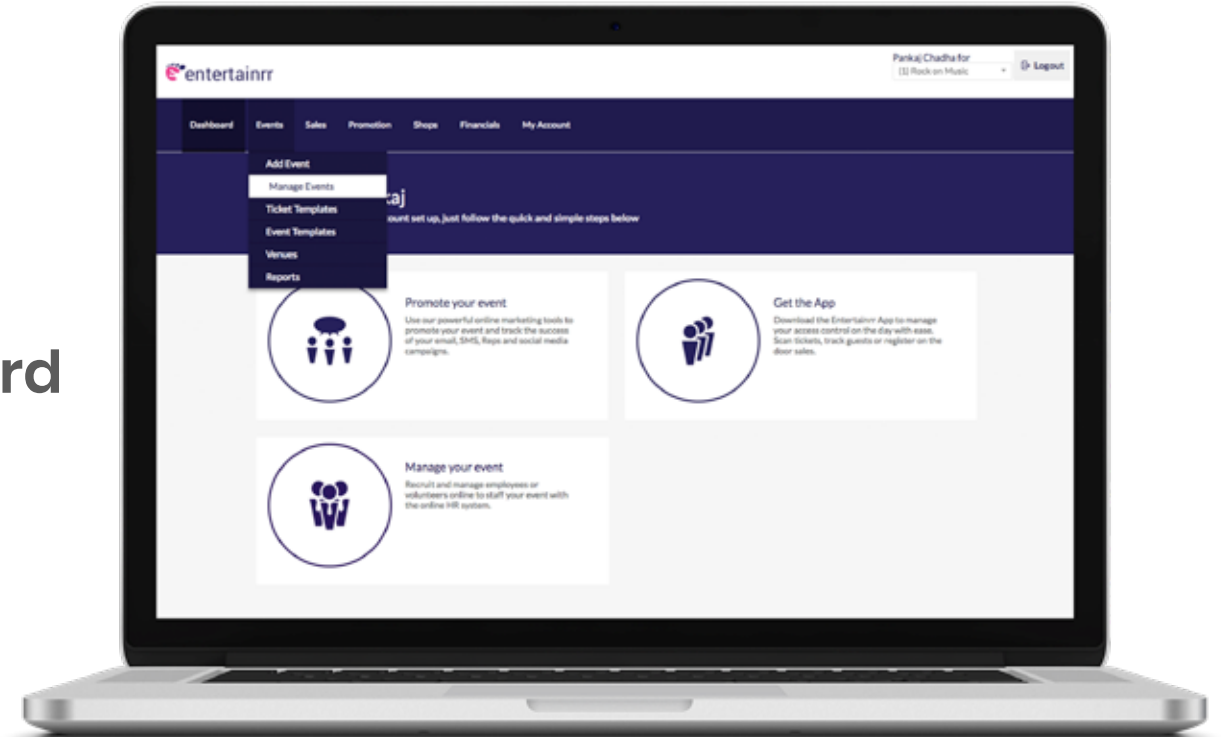 entertainrr
Pankaj Chadha for
(1) Rock on Music
Logout
Dashboard Events Sales Promotion Shops Financials My Account
Add Event
Manage Events
Ticket Templates
Event Templates
Venues
Reports
aj
ount set up, just follow the quick and simple steps below
rd
Promote your event
Use our powerful online marketing tools to
promote your event and track the success
of your email, SMS, Reps and social media
campaigns.
Get the App
Download the Entertainrr App to manage
your access control on the day with ease.
Scan tickets, track guests or register on the
door sales.
Manage your event
Recruit and manage employees or
volunteers online to staff your event with
the online HR system.